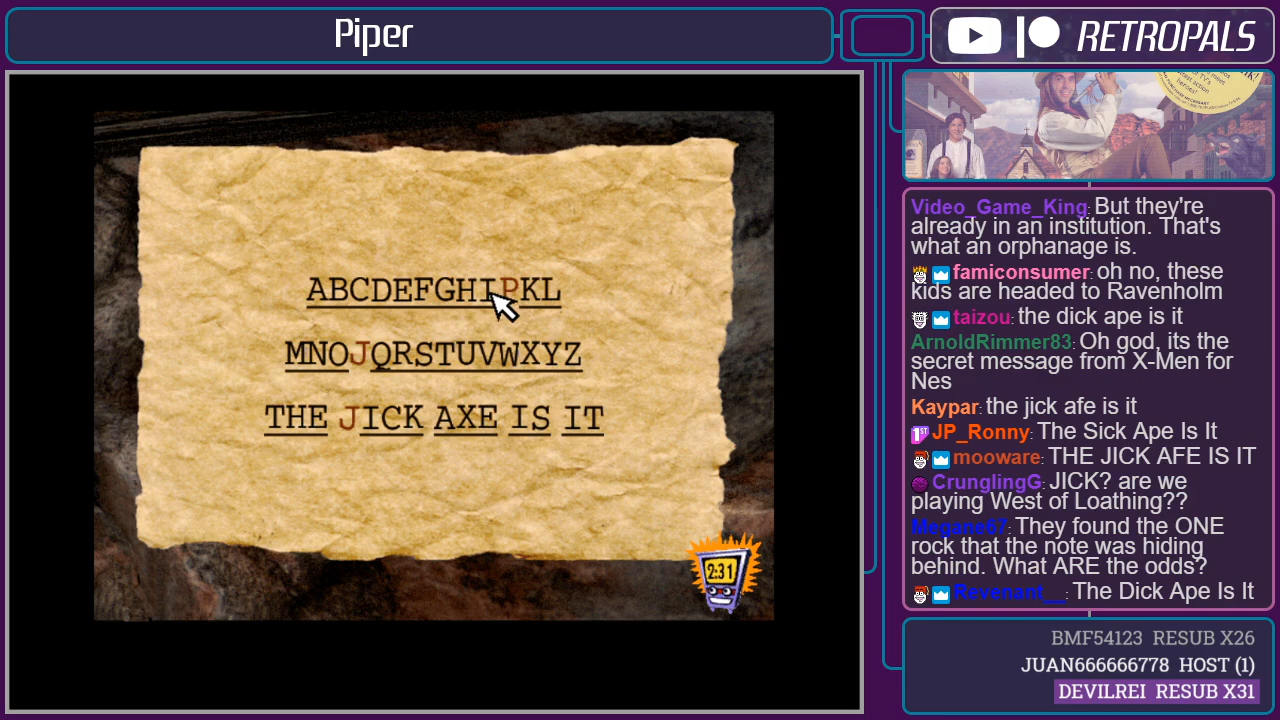 Piper
RETROPALS
ABCDEFGHIPKL
MNOJQRSTUVWXYZ
THE JICK AXE IS IT
2:31
Video_Game_King: But they're
already in an institution. That's
what an orphanage is.
famiconsumer: oh no, these
kids are headed to Ravenholm
taizou: the dick ape is it
ArnoldRimmer83: Oh god, its the
secret message from X-Men for
Nes
Kaypar: the jick afe is it
1ST JP_Ronny: The Sick Ape Is It
mooware: THE JICK AFE IS IT
CrunglingG: JICK? are we
playing West of Loathing??
Megane67: They found the ONE
rock that the note was hiding
behind. What ARE the odds?
Revenant__: The Dick Ape Is It
BMF54123 RESUB X26
JUAN666666778 HOST (1)
DEVILREI RESUB X31